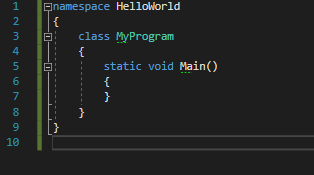 1 namespace HelloWorld
2 {
3     class MyProgram
4     {
5         static void Main()
6         {
7         }
8     }
9 }
10